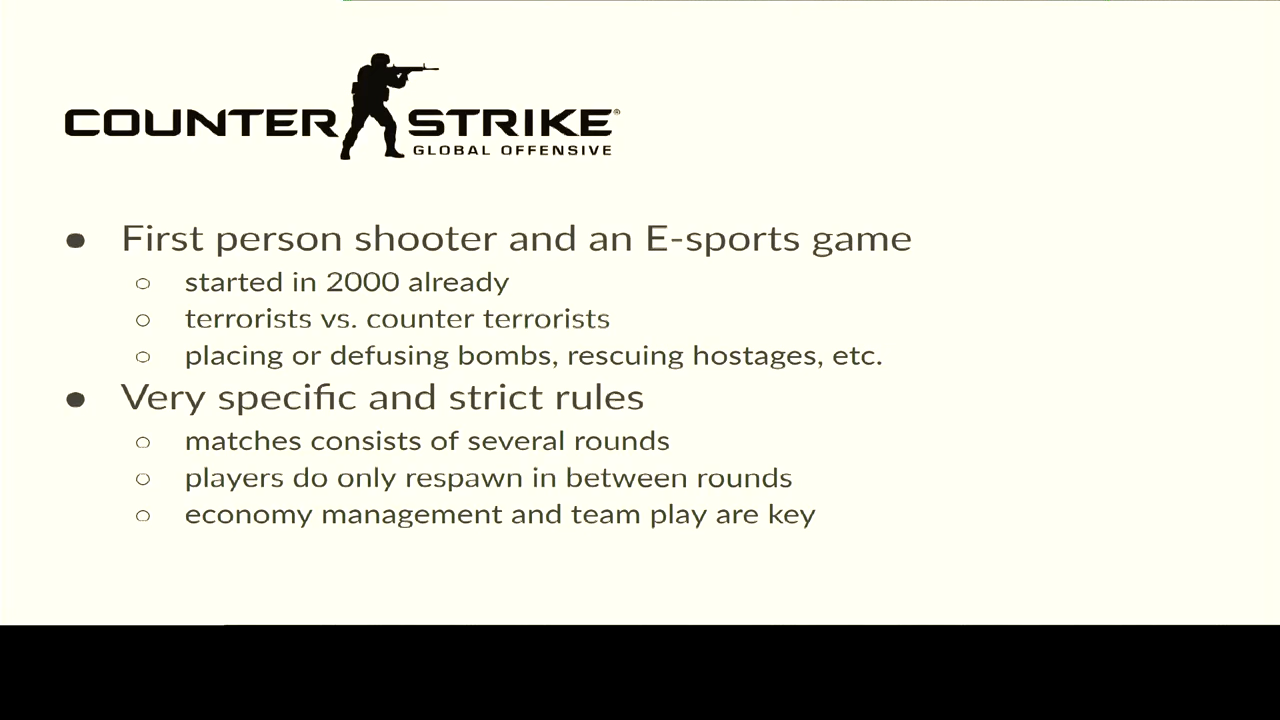 COUNTER STRIKE®
GLOBAL OFFENSIVE
● First person shooter and an E-sports game
○ started in 2000 already
○ terrorists vs. counter terrorists
○ placing or defusing bombs, rescuing hostages, etc.
● Very specific and strict rules
○ matches consists of several rounds
○ players do only respawn in between rounds
○ economy management and team play are key